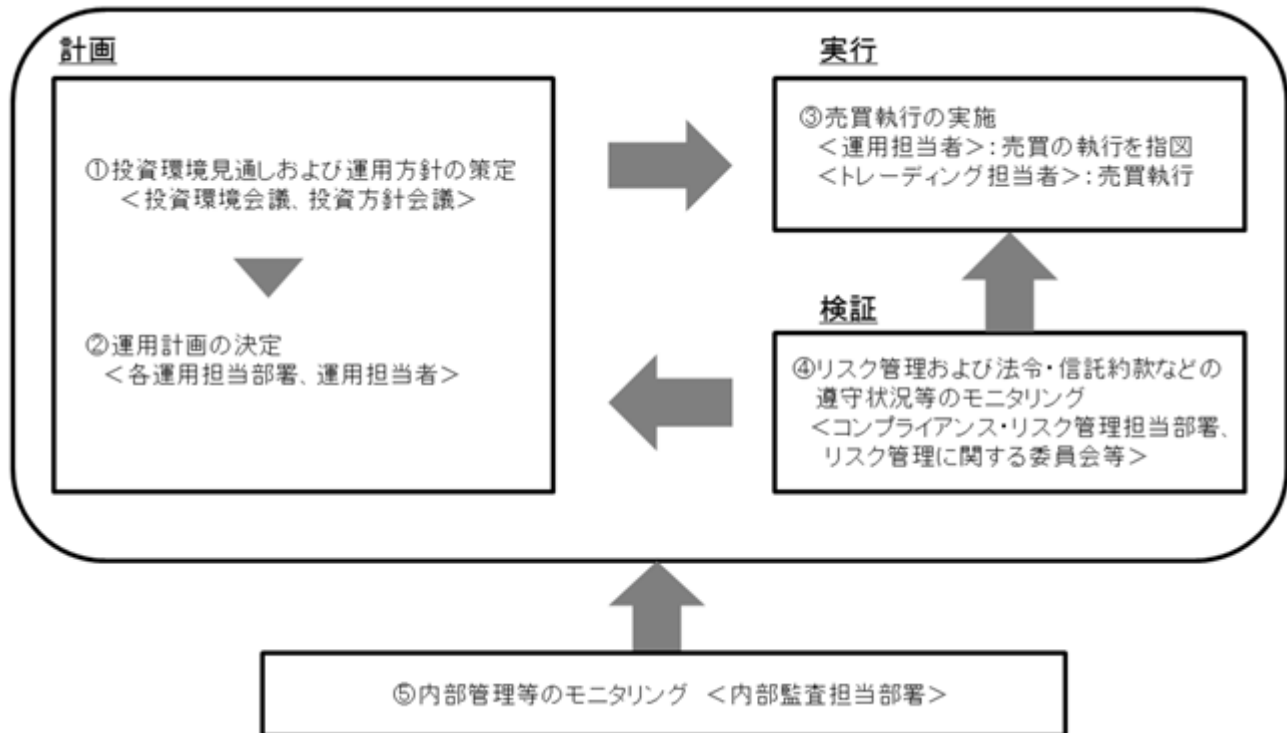 計画
①投資環境見通しおよび運用方針の策定
＜投資環境会議、投資方針会議＞
②運用計画の決定
＜各運用担当部署、運用担当者＞
実行
③売買執行の実施
＜運用担当者＞：売買の執行を指図
＜トレーディング担当者＞：売買執行
検証
④リスク管理および法令・信託約款などの
遵守状況等のモニタリング
＜コンプライアンス・リスク管理担当部署、
リスク管理に関する委員会等＞
⑤内部管理等のモニタリング ＜内部監査担当部署＞